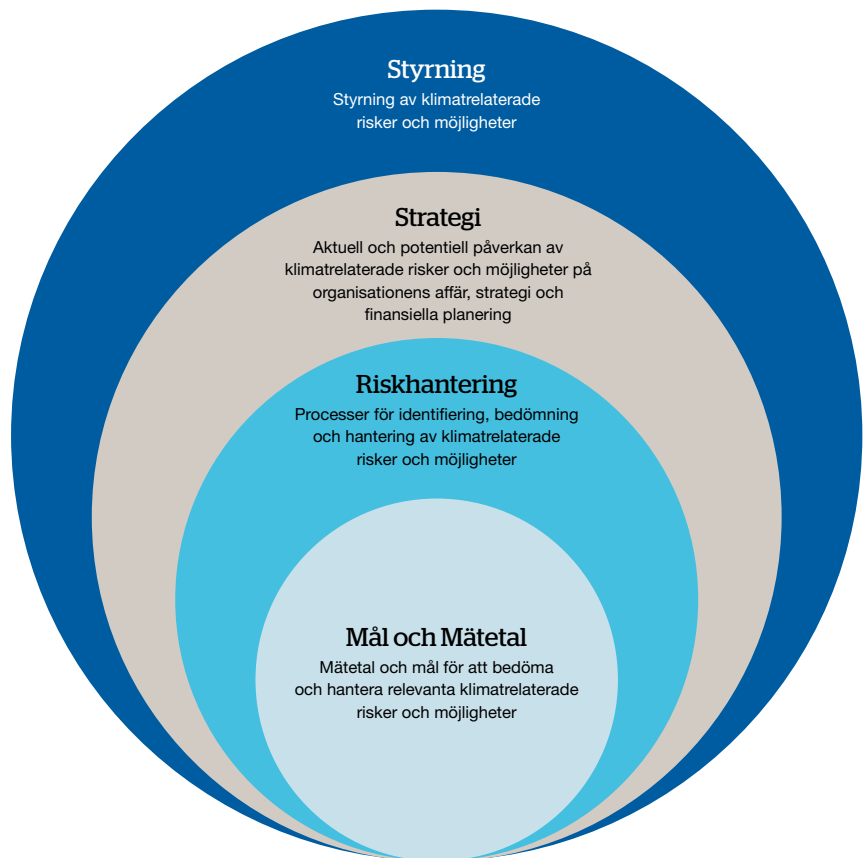 Styrning
Styrning av klimatrelaterade
risker och möjligheter
Strategi
Aktuell och potentiell påverkan av
klimatrelaterade risker och möjligheter på
organisationens affär, strategi och
finansiella planering
Riskhantering
Processer för identifiering, bedömning
och hantering av klimatrelaterade
risker och möjligheter
Mål och Mätetal
Mätetal och mål för att bedöma
och hantera relevanta klimatrelaterade
risker och möjligheter